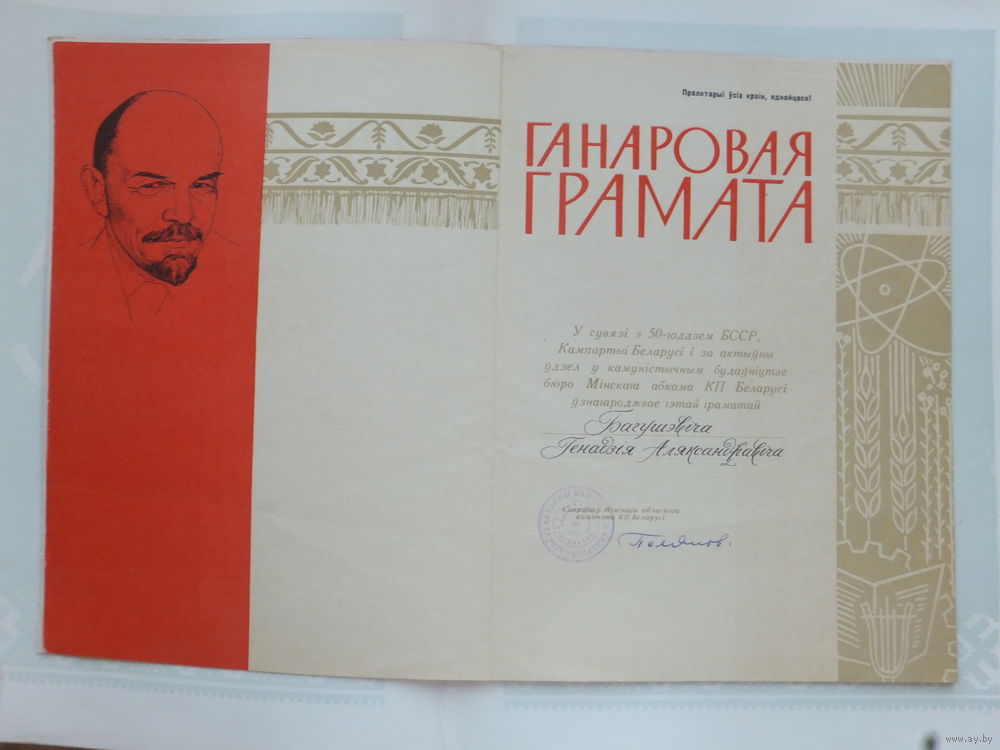 Пралетарыі ўсіх краін, яднайцеся!
ГАНАРОВАЯ
ГРАМАТА
У сувязі з 50-годдзем БССР,
Кампартыі Беларусі і за актыўны
ўдзел у камуністычным будаўніцтве
бюро Мінскага абкома КП Беларусі
ўзнагароджвае гэтай граматай
Багушэвіча
Генадзія Аляксандравіча
Сакратар Мінскага абласнога
камітэта КП Беларусі
www.ay.by